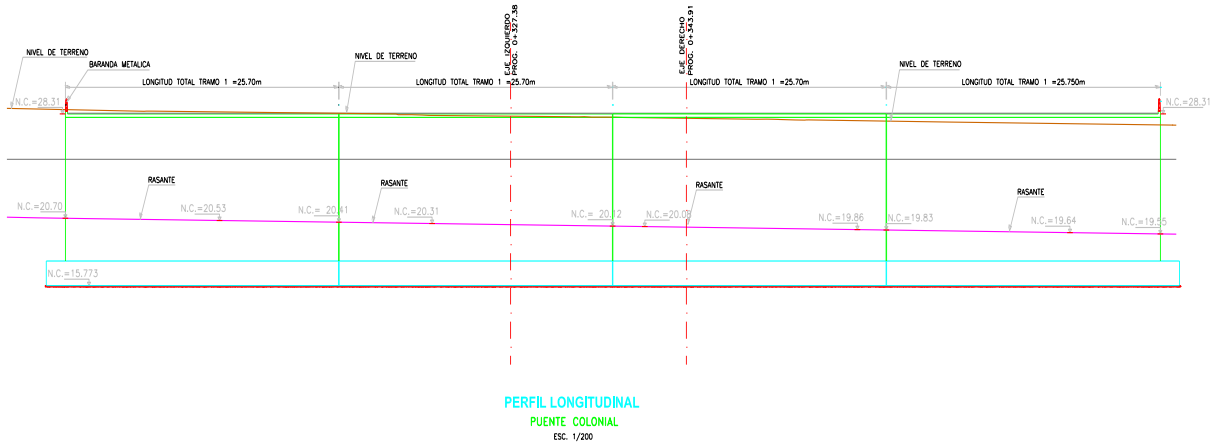 EJE IZQUIERDO
PROG. 0+327.38
EJE DERECHO
PROG. 0+343.91
NIVEL DE TERRENO
BARANDA METALICA
NIVEL DE TERRENO
NIVEL DE TERRENO
LONGITUD TOTAL TRAMO 1 =25.70m
LONGITUD TOTAL TRAMO 1 =25.70m
LONGITUD TOTAL TRAMO 1 =25.70m
LONGITUD TOTAL TRAMO 1 =25.750m
N.C.=28.31
N.C.=28.31
RASANTE
RASANTE
RASANTE
RASANTE
N.C.=20.70
N.C.=20.53
N.C.= 20.41
N.C.=20.31
N.C.= 20.12
N.C.=20.08
N.C.=19.86
N.C.=19.83
N.C.=19.64
N.C.=19.55
N.C.=15.773
PERFIL LONGITUDINAL
PUENTE COLONIAL
ESC. 1/200